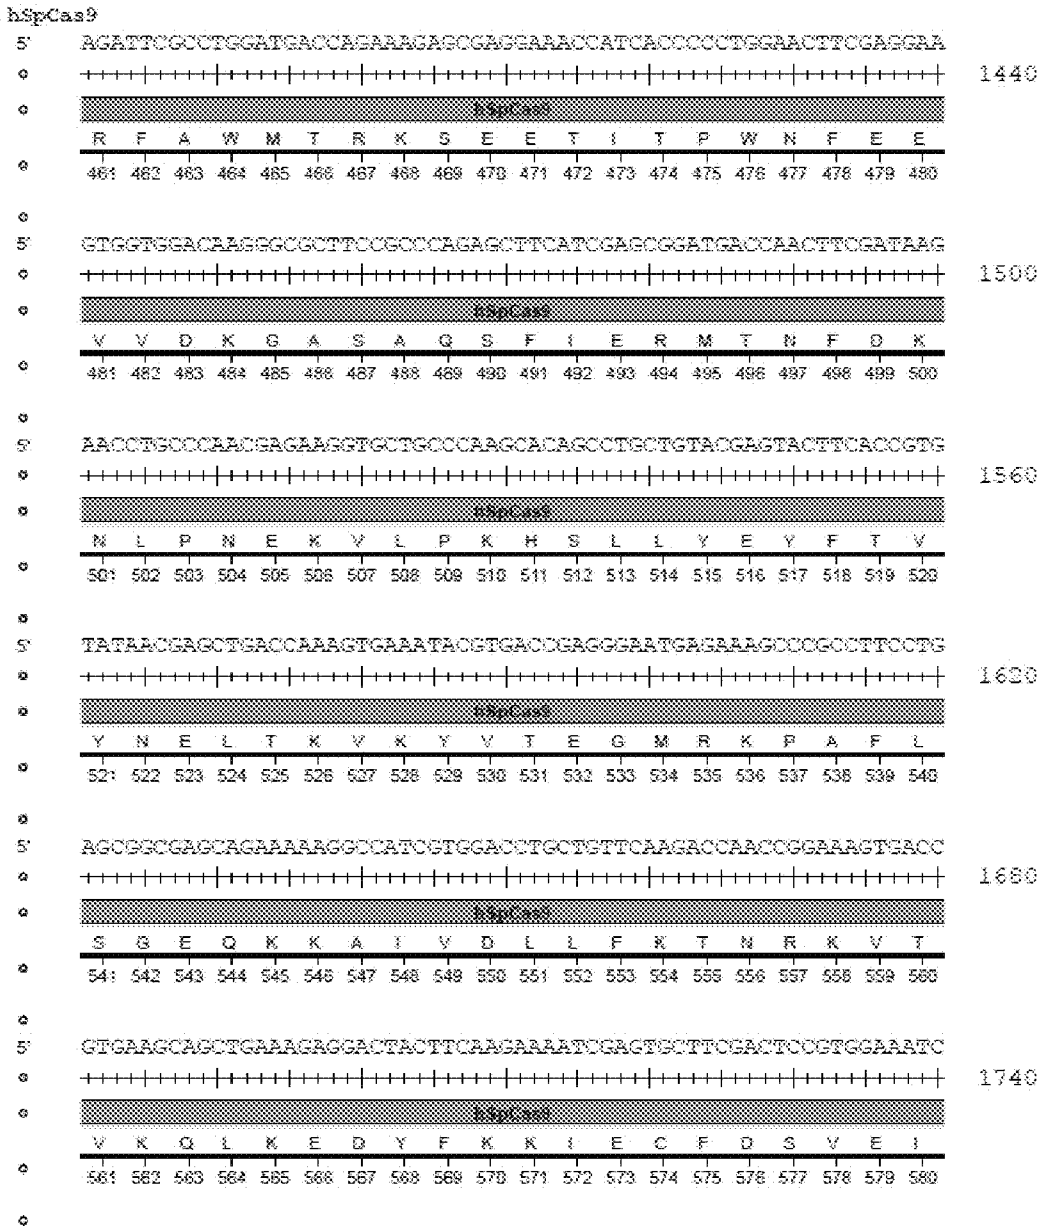 hSpCas9
5' AGATTCGCCTGGATGACCAGAAAGAGCGAGGAAACCATCACCCCCTGGAACTTCGAGGAA
1440
hSpCas9
R F A W M T R K S E E T I T P W N F E E
461 462 463 464 465 466 467 468 469 470 471 472 473 474 475 476 477 478 479 480
5' GTGGTGGACAAGGGCGCTTCCGCCCAGAGCTTCATCGAGCGGATGACCAACTTCGATAAG
1500
hSpCas9
V V D K G A S A Q S F I E R M T N F D K
481 482 483 484 485 486 487 488 489 490 491 492 493 494 495 496 497 498 499 500
5' AACCTGCCCAACGAGAAGGTGCTGCCCAAGCACAGCCTGCTGTACGAGTACTTCACCGTG
1560
hSpCas9
N L P N E K V L P K H S L L Y E Y F T V
501 502 503 504 505 506 507 508 509 510 511 512 513 514 515 516 517 518 519 520
5' TATAACGAGCTGACCAAAGTGAAATACGTGACCGAGGGAATGAGAAAGCCCGCCTTCCTG
1620
hSpCas9
Y N E L T K V K Y V T E G M R K P A F L
521 522 523 524 525 526 527 528 529 530 531 532 533 534 535 536 537 538 539 540
5' AGCGGCGAGCAGAAAAAGGCCATCGTGGACCTGCTGTTCAAGACCAACCGGAAAGTGACC
1680
hSpCas9
S G E Q K K A I V D L L F K T N R K V T
541 542 543 544 545 546 547 548 549 550 551 552 553 554 555 556 557 558 559 560
5' GTGAAGCAGCTGAAAGAGGACTACTTCAAGAAAATCGAGTGCTTCGACTCCGTGGAAATC
1740
hSpCas9
V K Q L K E D Y F K K I E C F D S V E I
561 562 563 564 565 566 567 568 569 570 571 572 573 574 575 576 577 578 579 580